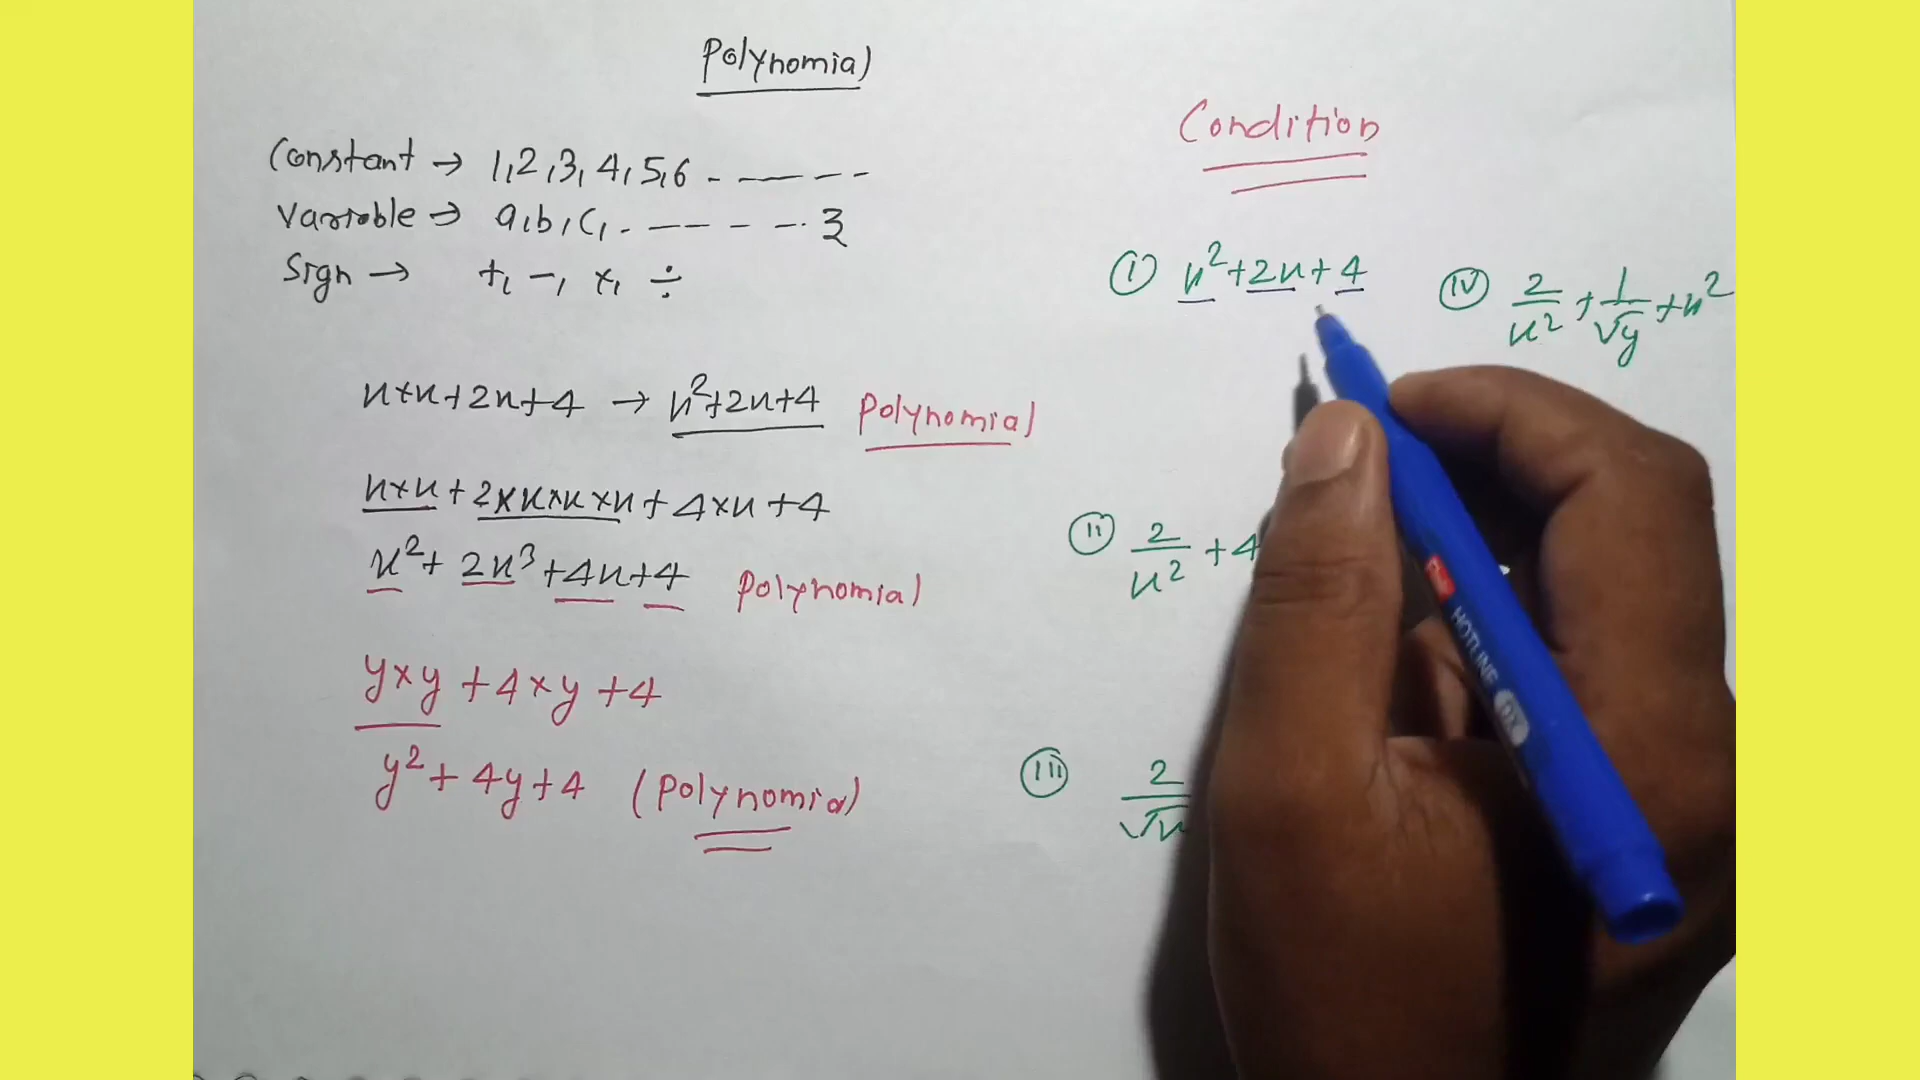 Polynomial
Constant → 1,2,3,4,5,6 - - - - -
Variable → a,b,c, - - - - - - z
Sign → +, -, ×, ÷
x×x+2x+4 → x²+2x+4 Polynomial
x×x+2×x×x×x+4×x+4
x²+2x³+4x+4 Polynomial
y×y+4×y+4
y²+4y+4 (Polynomial)
Condition
(i) x²+2x+4
(iv) 2/x² + 1/√y + x²
(ii) 2/x² + 4
(iii) 2/√x
HOTLINE